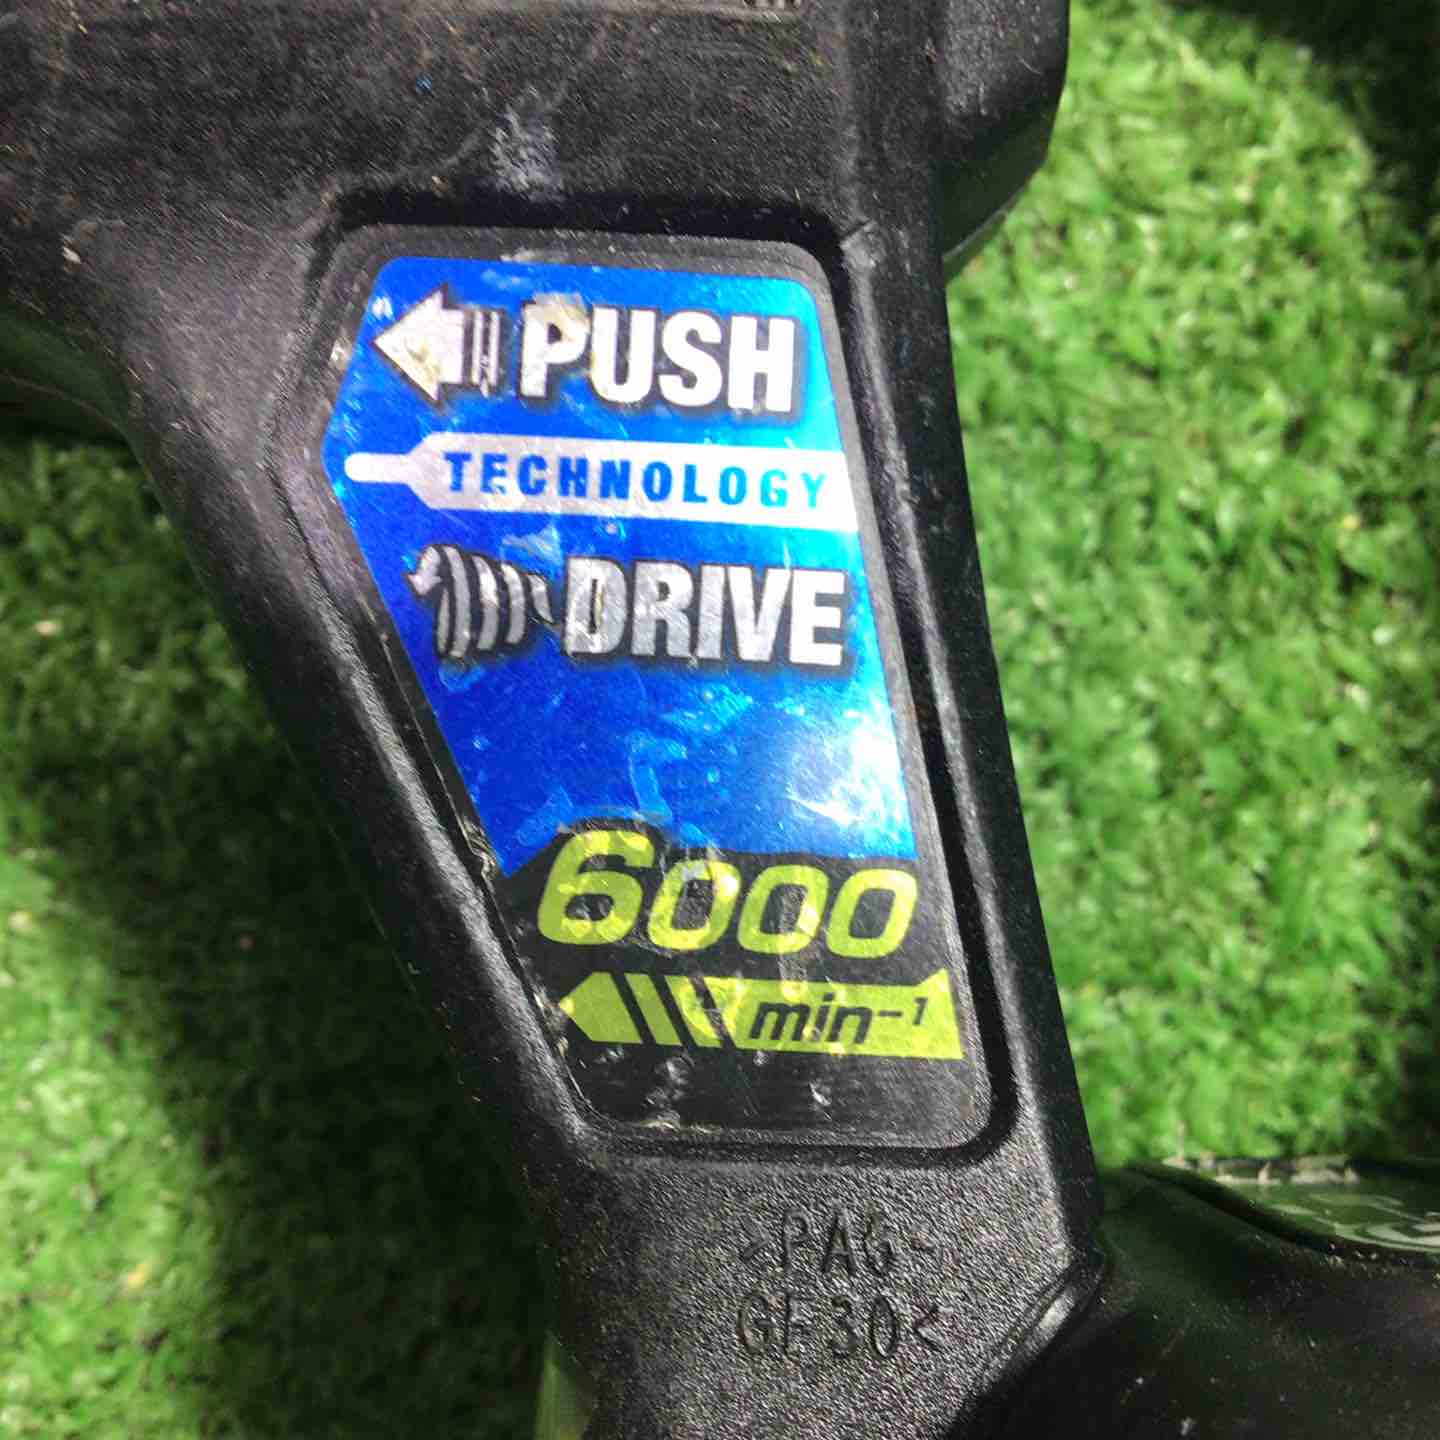 PUSH
TECHNOLOGY
DRIVE
6000
min⁻¹
>PA6-
GF30<